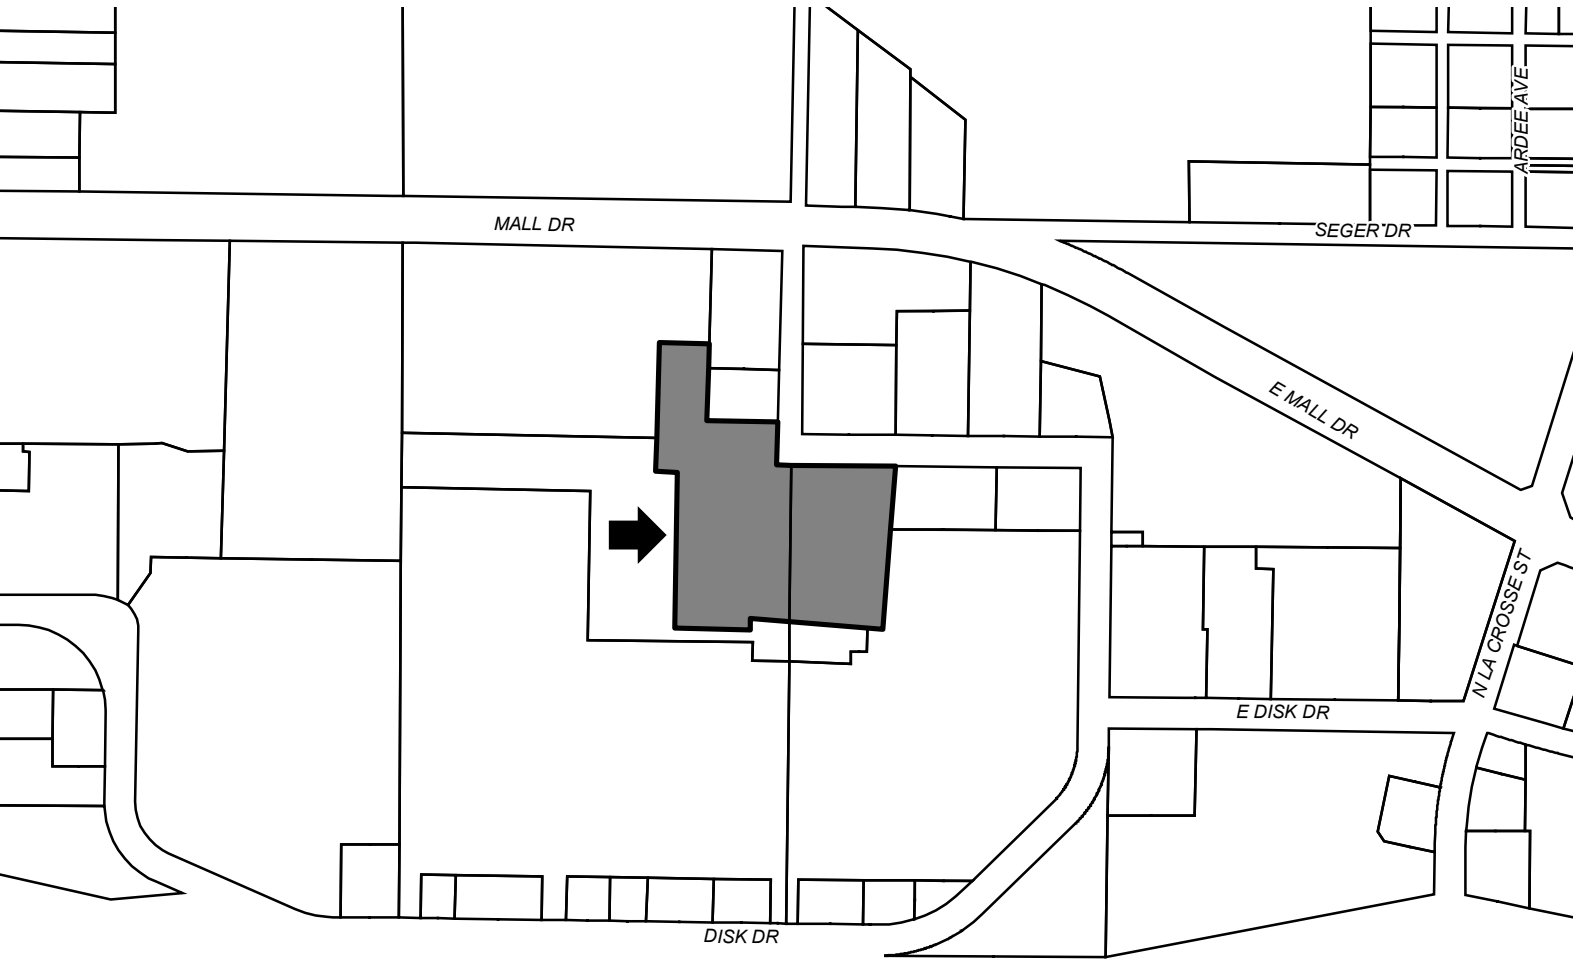 ARDEE AVE
MALL DR
SEGER DR
E MALL DR
N LA CROSSE ST
E DISK DR
DISK DR